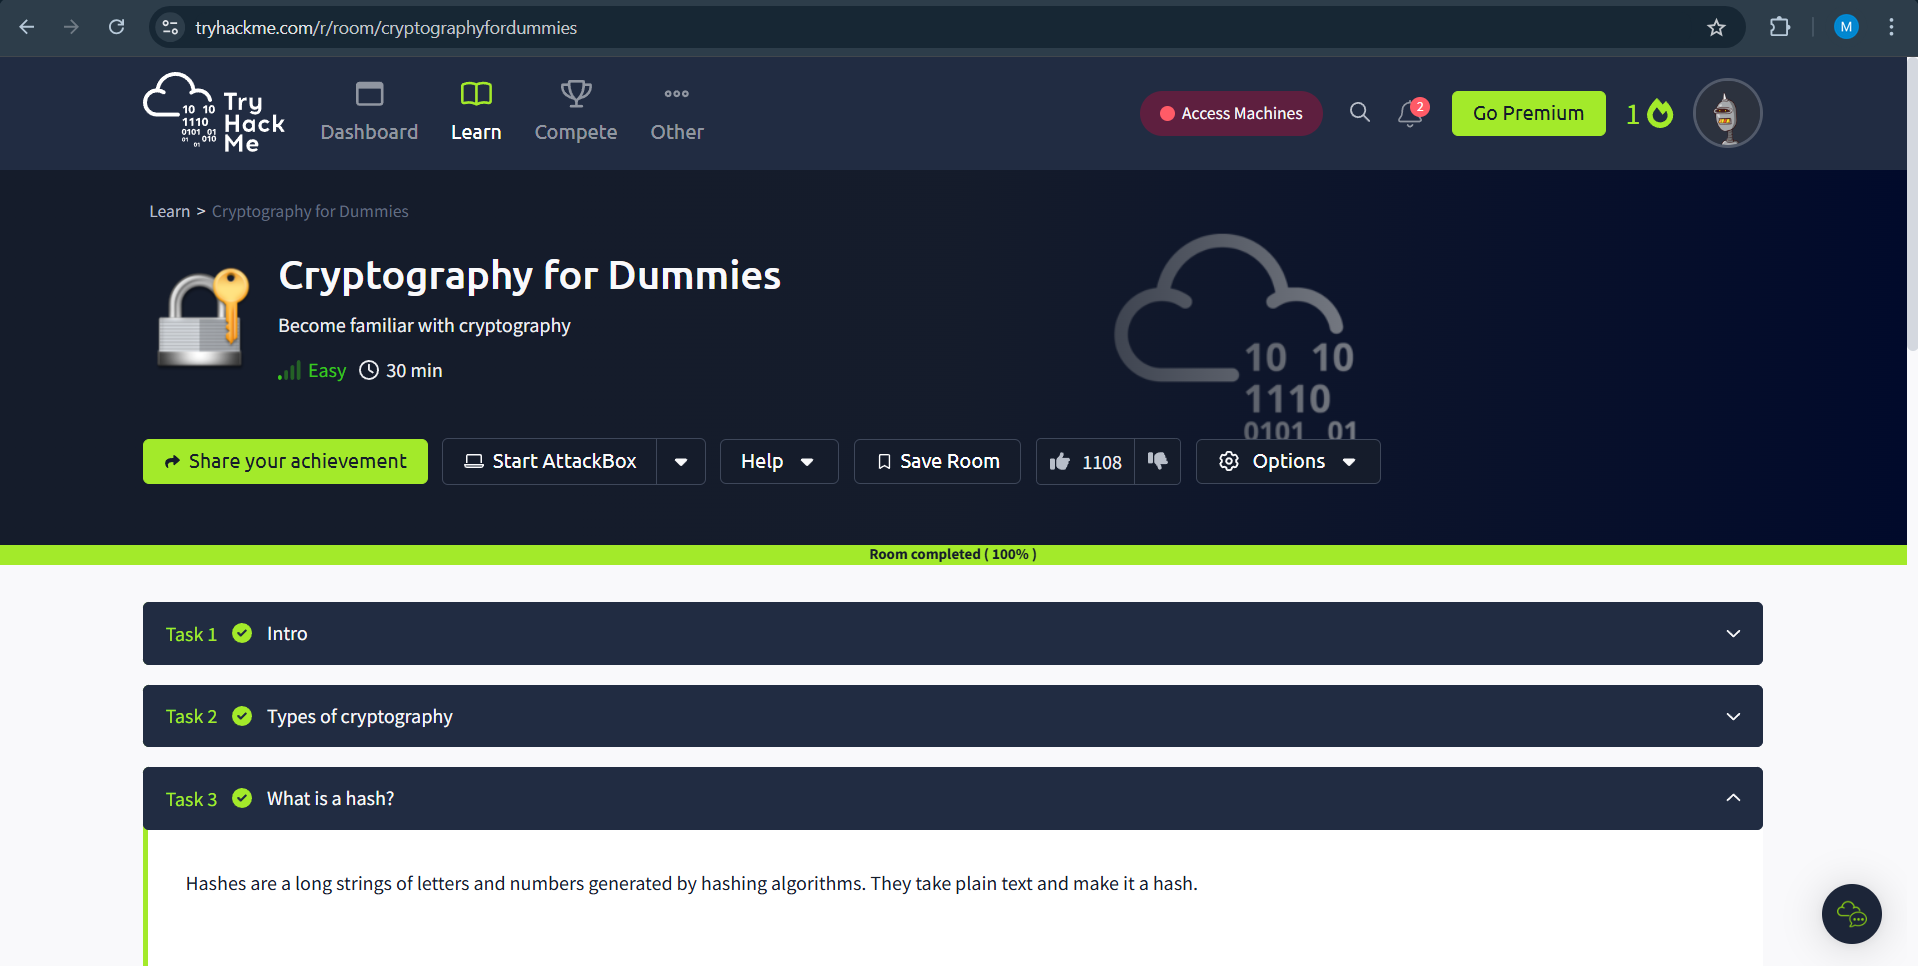 tryhackme.com/r/room/cryptographyfordummies
M
10 10
1110
0101 01
01 010
01
Try
Hack
Me
Dashboard
Learn
Compete
Other
Access Machines
2
Go Premium
1
Learn > Cryptography for Dummies
Cryptography for Dummies
Become familiar with cryptography
Easy
30 min
10 10
1110
0101 01
Share your achievement
Start AttackBox
Help
Save Room
1108
Options
Room completed ( 100% )
Task 1 Intro
Task 2 Types of cryptography
Task 3 What is a hash?
Hashes are a long strings of letters and numbers generated by hashing algorithms. They take plain text and make it a hash.